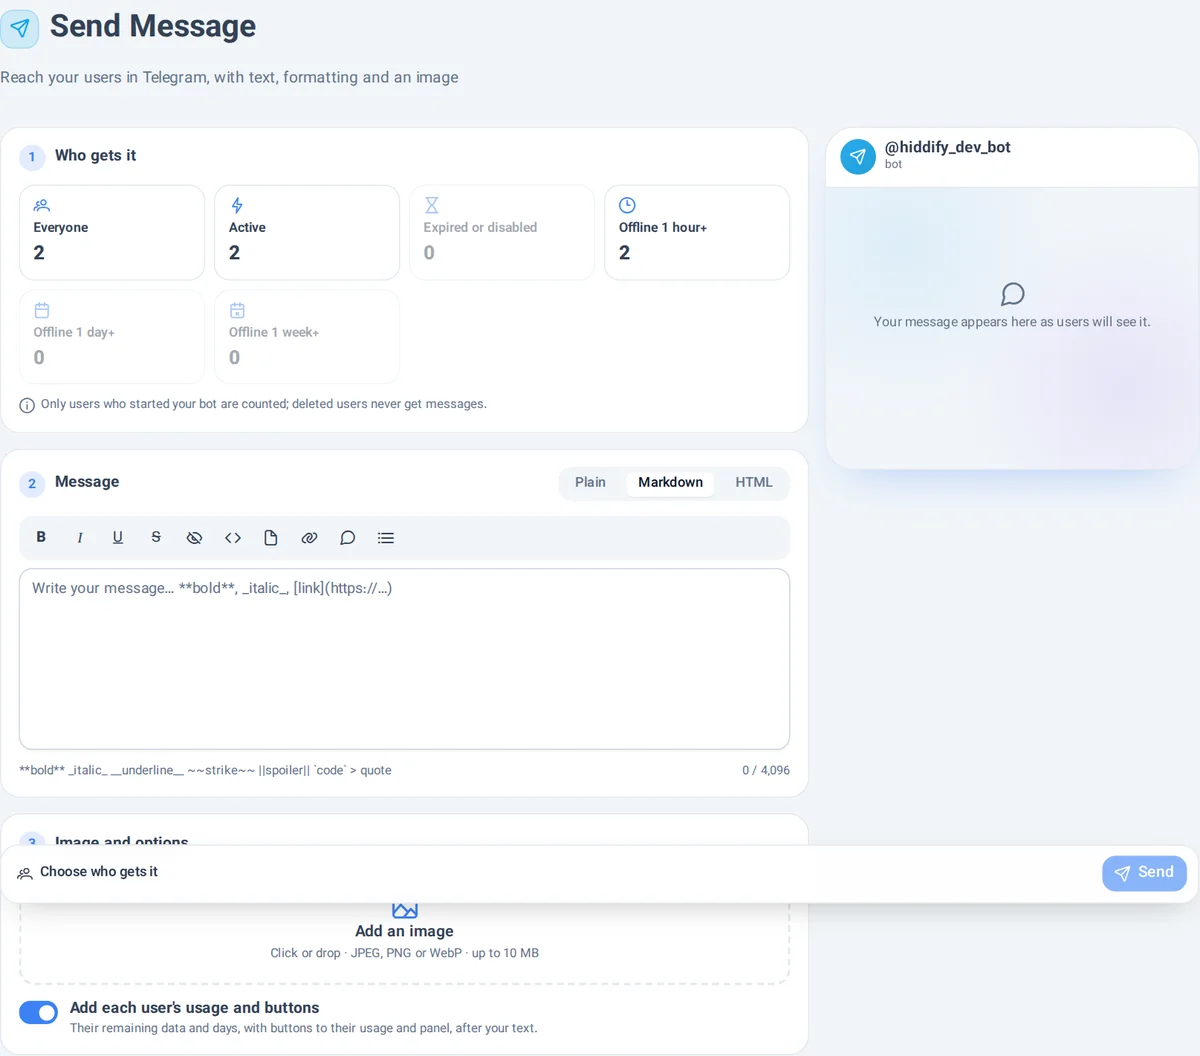 Send Message
Reach your users in Telegram, with text, formatting and an image
1 Who gets it
Everyone
2
Active
2
Expired or disabled
0
Offline 1 hour+
2
Offline 1 day+
0
Offline 1 week+
0
Only users who started your bot are counted; deleted users never get messages.
@hiddify_dev_bot
bot
Your message appears here as users will see it.
2 Message
Plain Markdown HTML
B I U S
Write your message... **bold**, _italic_, [link](https://...)
**bold** _italic_ __underline__ ~~strike~~ ||spoiler|| `code` > quote
0 / 4,096
3 Image and options
Choose who gets it
Send
Add an image
Click or drop · JPEG, PNG or WebP · up to 10 MB
Add each user's usage and buttons
Their remaining data and days, with buttons to their usage and panel, after your text.